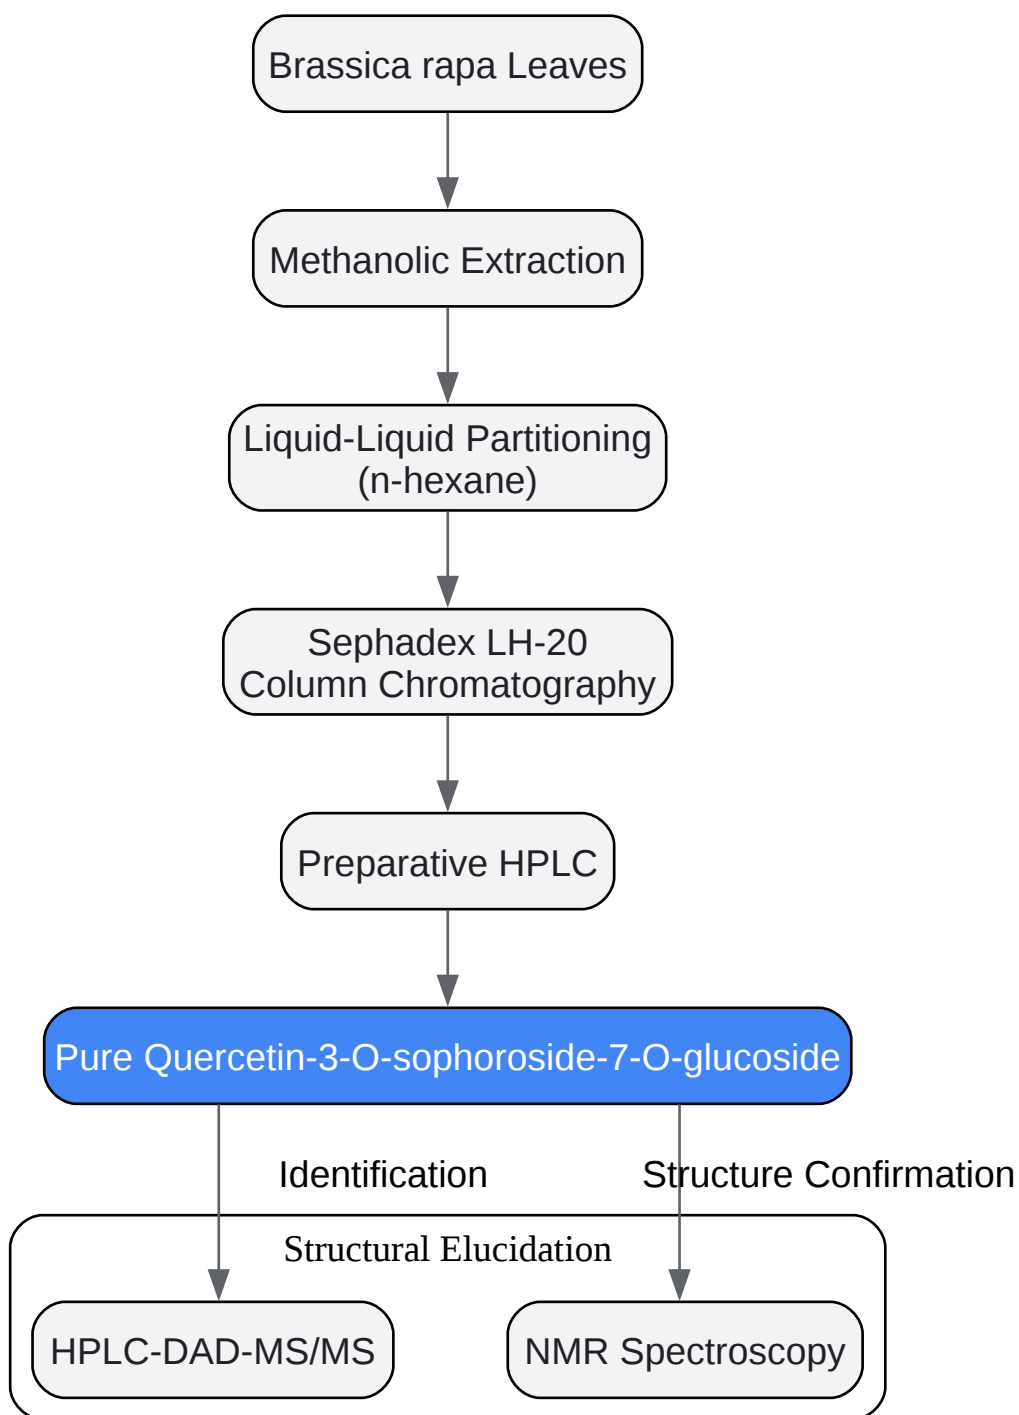 Brassica rapa Leaves
Methanolic Extraction
Liquid-Liquid Partitioning
(n-hexane)
Sephadex LH-20
Column Chromatography
Preparative HPLC
Pure Quercetin-3-O-sophoroside-7-O-glucoside
Identification
Structure Confirmation
Structural Elucidation
HPLC-DAD-MS/MS
NMR Spectroscopy